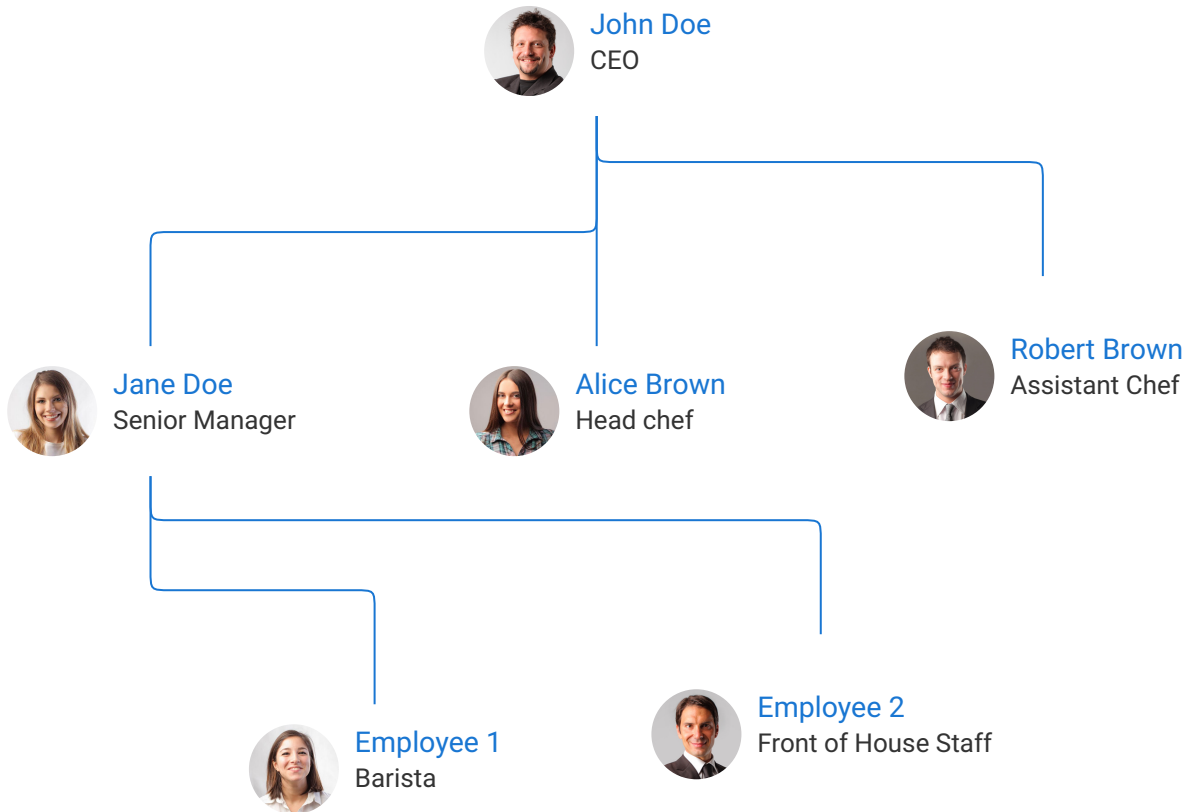 John Doe
CEO
Jane Doe
Senior Manager
Alice Brown
Head chef
Robert Brown
Assistant Chef
Employee 1
Barista
Employee 2
Front of House Staff